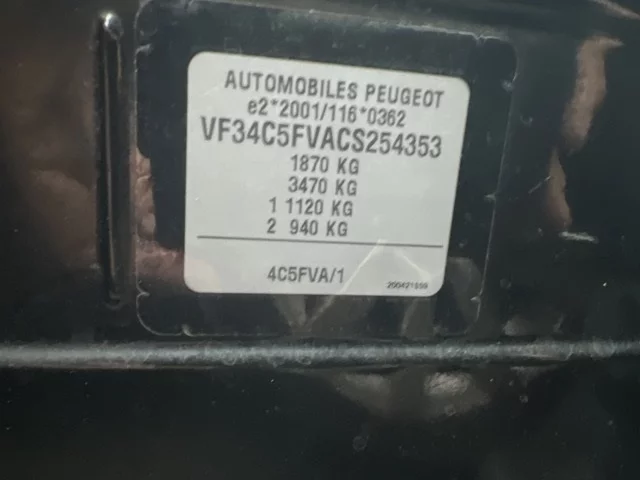 AUTOMOBILES PEUGEOT
e2*2001/116*0362
VF34C5FVACS254353
1870 KG
3470 KG
1 1120 KG
2 940 KG
4C5FVA/1